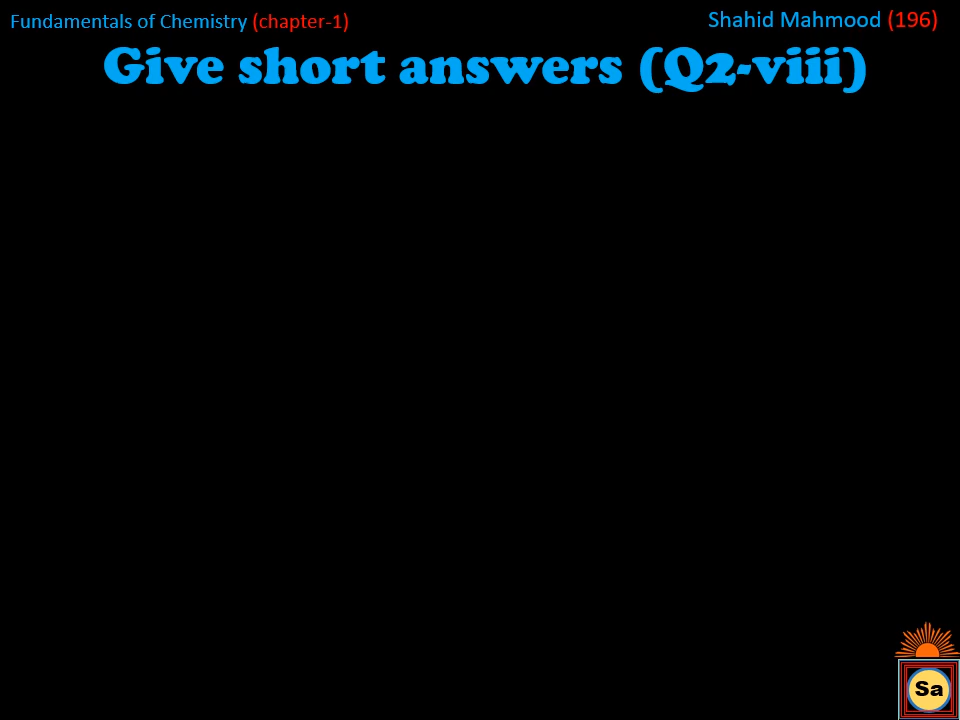 Fundamentals of Chemistry (chapter-1)
Shahid Mahmood (196)
Give short answers (Q2-viii)
Sa